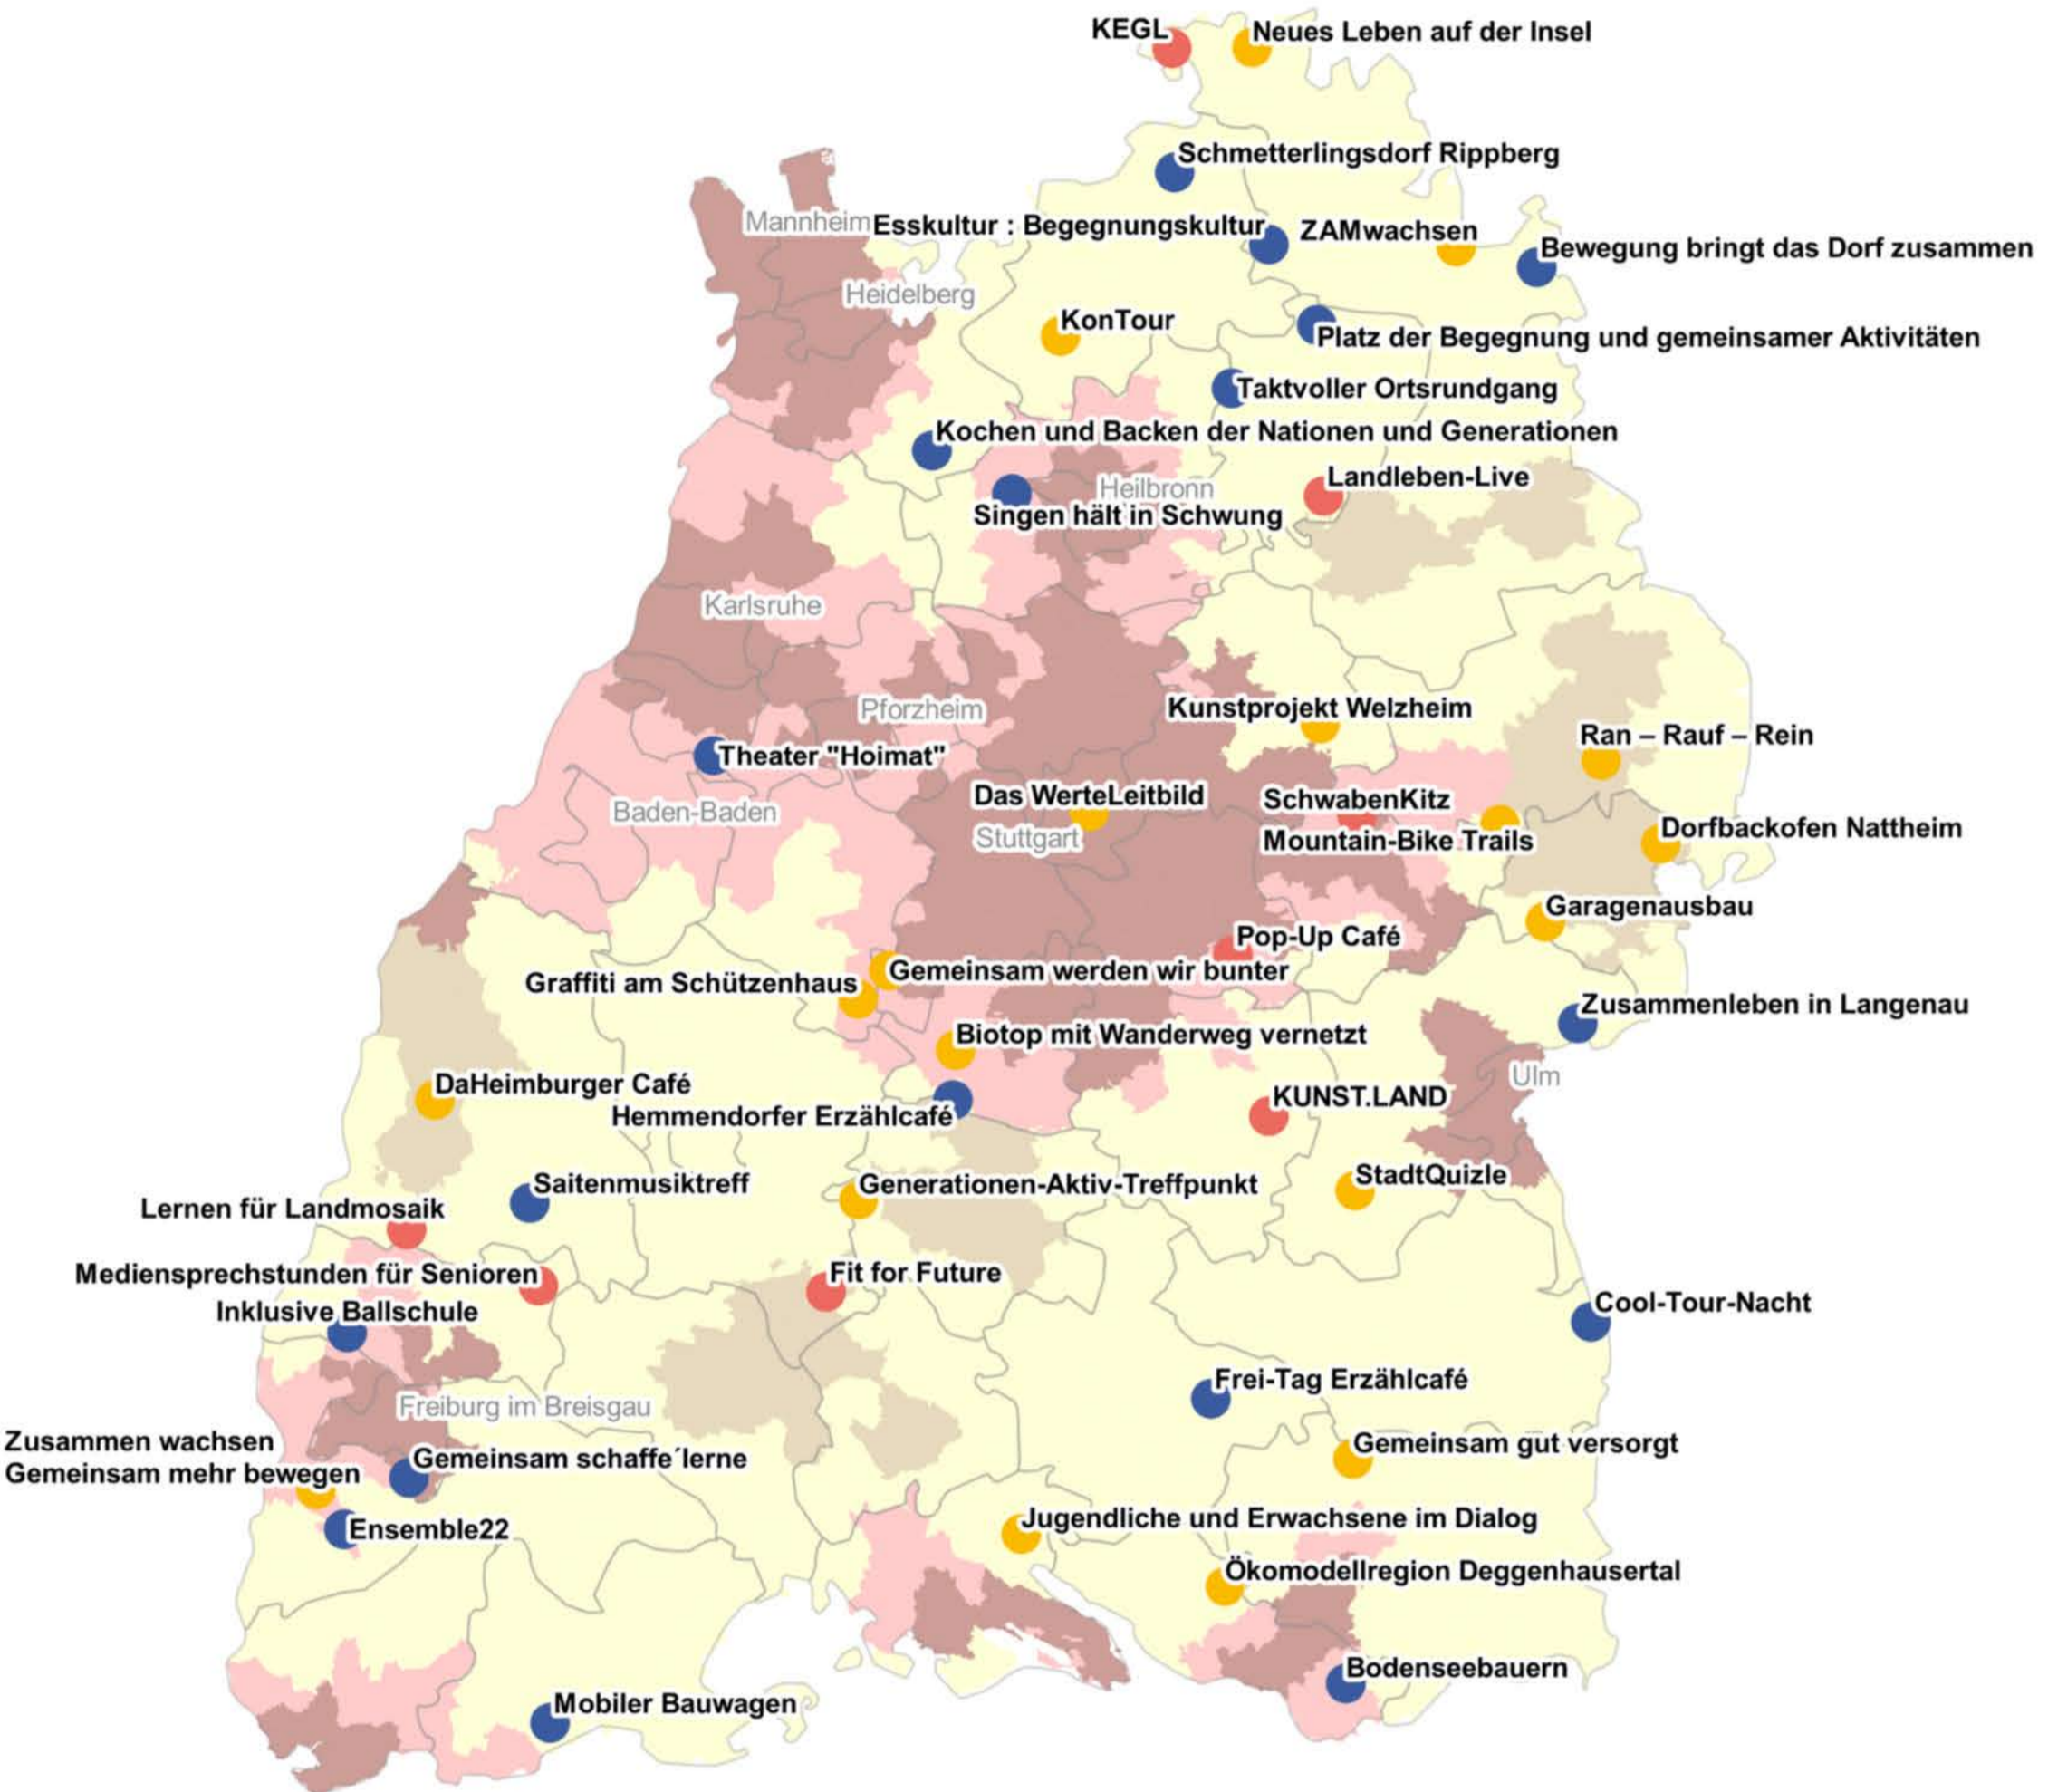 KEGL
Neues Leben auf der Insel
Schmetterlingsdorf Rippberg
Mannheim
Esskultur : Begegnungskultur
ZAMwachsen
Bewegung bringt das Dorf zusammen
Heidelberg
KonTour
Platz der Begegnung und gemeinsamer Aktivitäten
Taktvoller Ortsrundgang
Kochen und Backen der Nationen und Generationen
Landleben-Live
Heilbronn
Singen hält in Schwung
Karlsruhe
Pforzheim
Kunstprojekt Welzheim
Ran – Rauf – Rein
Theater "Hoimat"
Das WerteLeitbild
SchwabenKitz
Baden-Baden
Stuttgart
Mountain-Bike Trails
Dorfbackofen Nattheim
Garagenausbau
Pop-Up Café
Gemeinsam werden wir bunter
Graffiti am Schützenhaus
Zusammenleben in Langenau
Biotop mit Wanderweg vernetzt
Ulm
DaHeimburger Café
KUNST.LAND
Hemmendorfer Erzählcafé
StadtQuizle
Saitenmusiktreff
Generationen-Aktiv-Treffpunkt
Lernen für Landmosaik
Mediensprechstunden für Senioren
Fit for Future
Inklusive Ballschule
Cool-Tour-Nacht
Frei-Tag Erzählcafé
Freiburg im Breisgau
Zusammen wachsen
Gemeinsam mehr bewegen
Gemeinsam schaffe´lerne
Gemeinsam gut versorgt
Ensemble22
Jugendliche und Erwachsene im Dialog
Ökomodellregion Deggenhausertal
Bodenseebauern
Mobiler Bauwagen